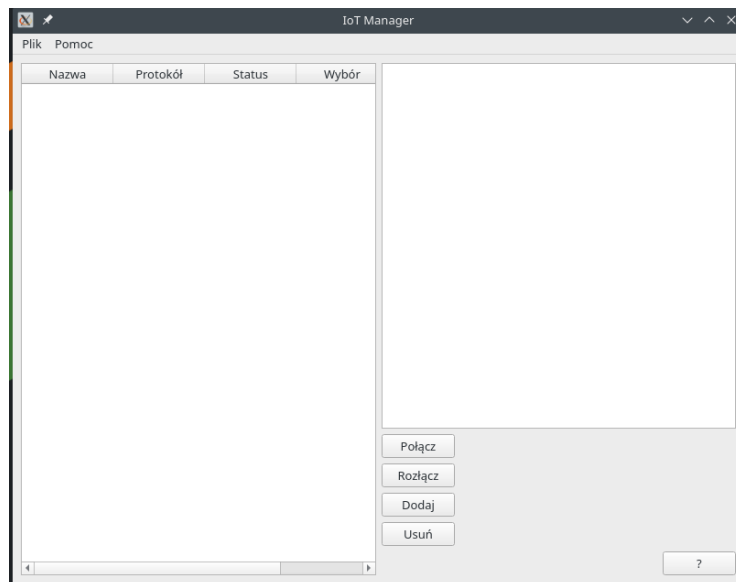 IoT Manager
Plik Pomoc
Nazwa Protokół Status Wybór
Połącz
Rozłącz
Dodaj
Usuń
?